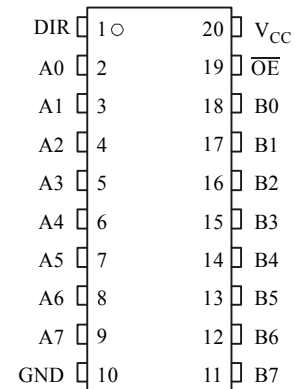 DIR 1 20 V_CC
A0 2 19 O̅E̅
A1 3 18 B0
A2 4 17 B1
A3 5 16 B2
A4 6 15 B3
A5 7 14 B4
A6 8 13 B5
A7 9 12 B6
GND 10 11 B7